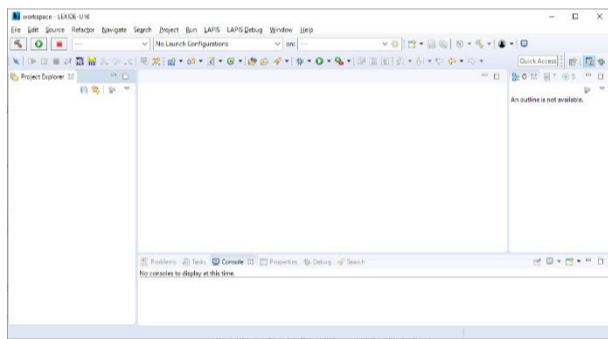 workspace - LEXIDE-U16
File Edit Source Refactor Navigate Search Project Run LAPIS LAPIS Debug Window Help
No Launch Configurations on:
Quick Access
Project Explorer
An outline is not available.
Problems Tasks Console Properties Debug Search
No consoles to display at this time.